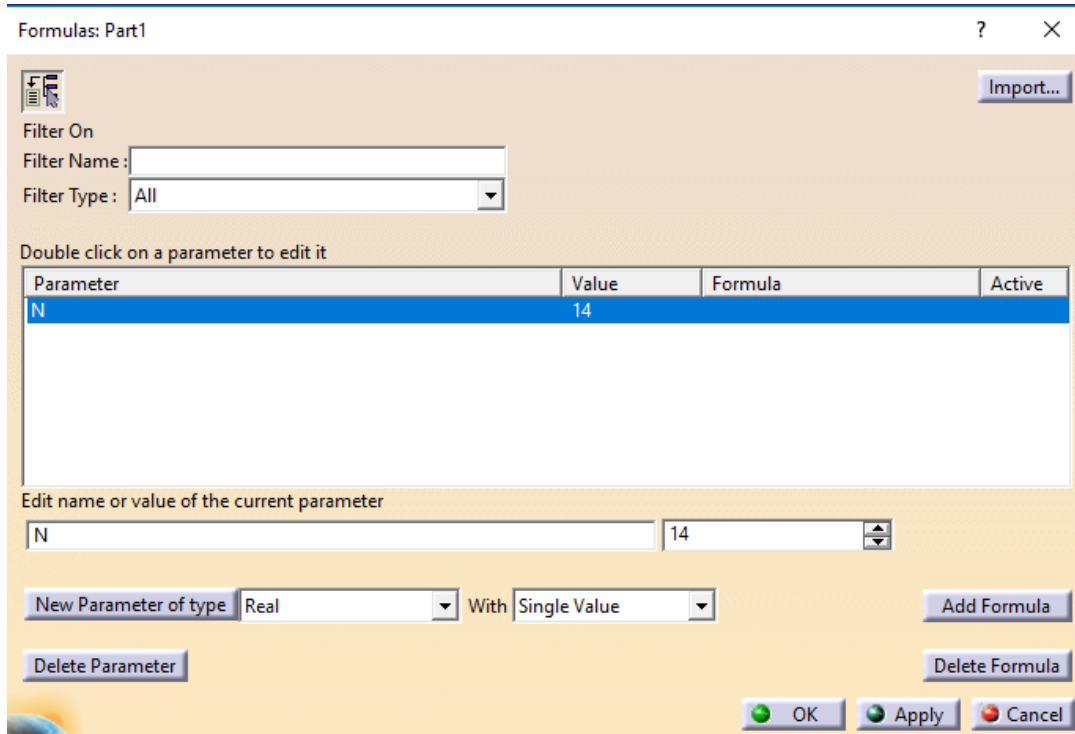 Formulas: Part1 ?
Import...
Filter On
Filter Name :
Filter Type : All
Double click on a parameter to edit it
Parameter Value Formula Active
N 14
Edit name or value of the current parameter
N 14
New Parameter of type Real With Single Value Add Formula
Delete Parameter Delete Formula
OK Apply Cancel